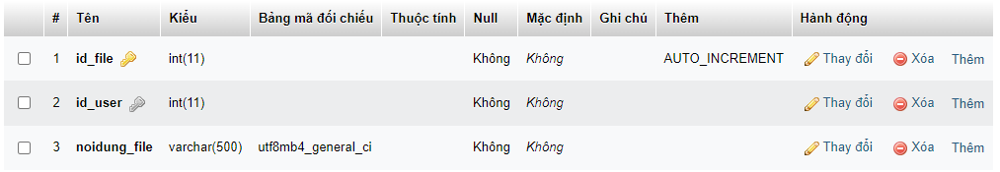 # Tên Kiểu Bảng mã đối chiếu Thuộc tính Null Mặc định Ghi chú Thêm Hành động
1 id_file int(11) Không Không AUTO_INCREMENT Thay đổi Xóa Thêm
2 id_user int(11) Không Không Thay đổi Xóa Thêm
3 noidung_file varchar(500) utf8mb4_general_ci Không Không Thay đổi Xóa Thêm